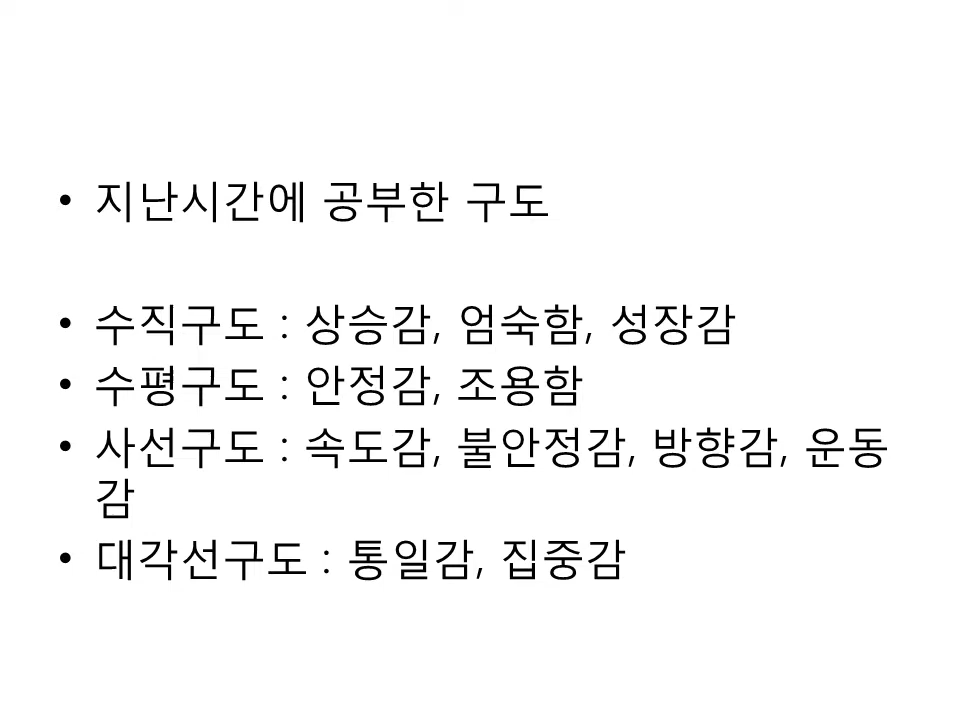 • 지난시간에 공부한 구도
• 수직구도 : 상승감, 엄숙함, 성장감
• 수평구도 : 안정감, 조용함
• 사선구도 : 속도감, 불안정감, 방향감, 운동
감
• 대각선구도 : 통일감, 집중감